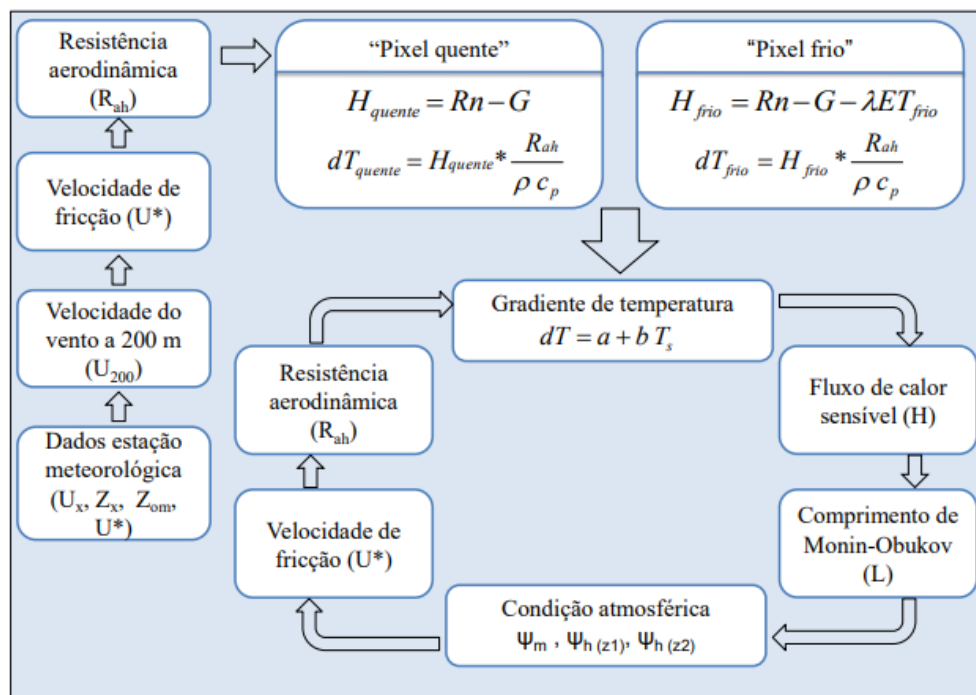 Resistência
aerodinâmica
(Rah)
Velocidade de
fricção (U*)
Velocidade do
vento a 200 m
(U200)
Dados estação
meteorológica
(Ux, Zx, Zom,
U*)
“Pixel quente”
Hquente = Rn − G
dTquente = Hquente * Rah / ρ cp
"Pixel frio"
Hfrio = Rn − G − λETfrio
dTfrio = Hfrio * Rah / ρ cp
Gradiente de temperatura
dT = a + b Ts
Fluxo de calor
sensível (H)
Comprimento de
Monin-Obukov
(L)
Condição atmosférica
Ψm , Ψh (z1), Ψh (z2)
Velocidade de
fricção (U*)
Resistência
aerodinâmica
(Rah)